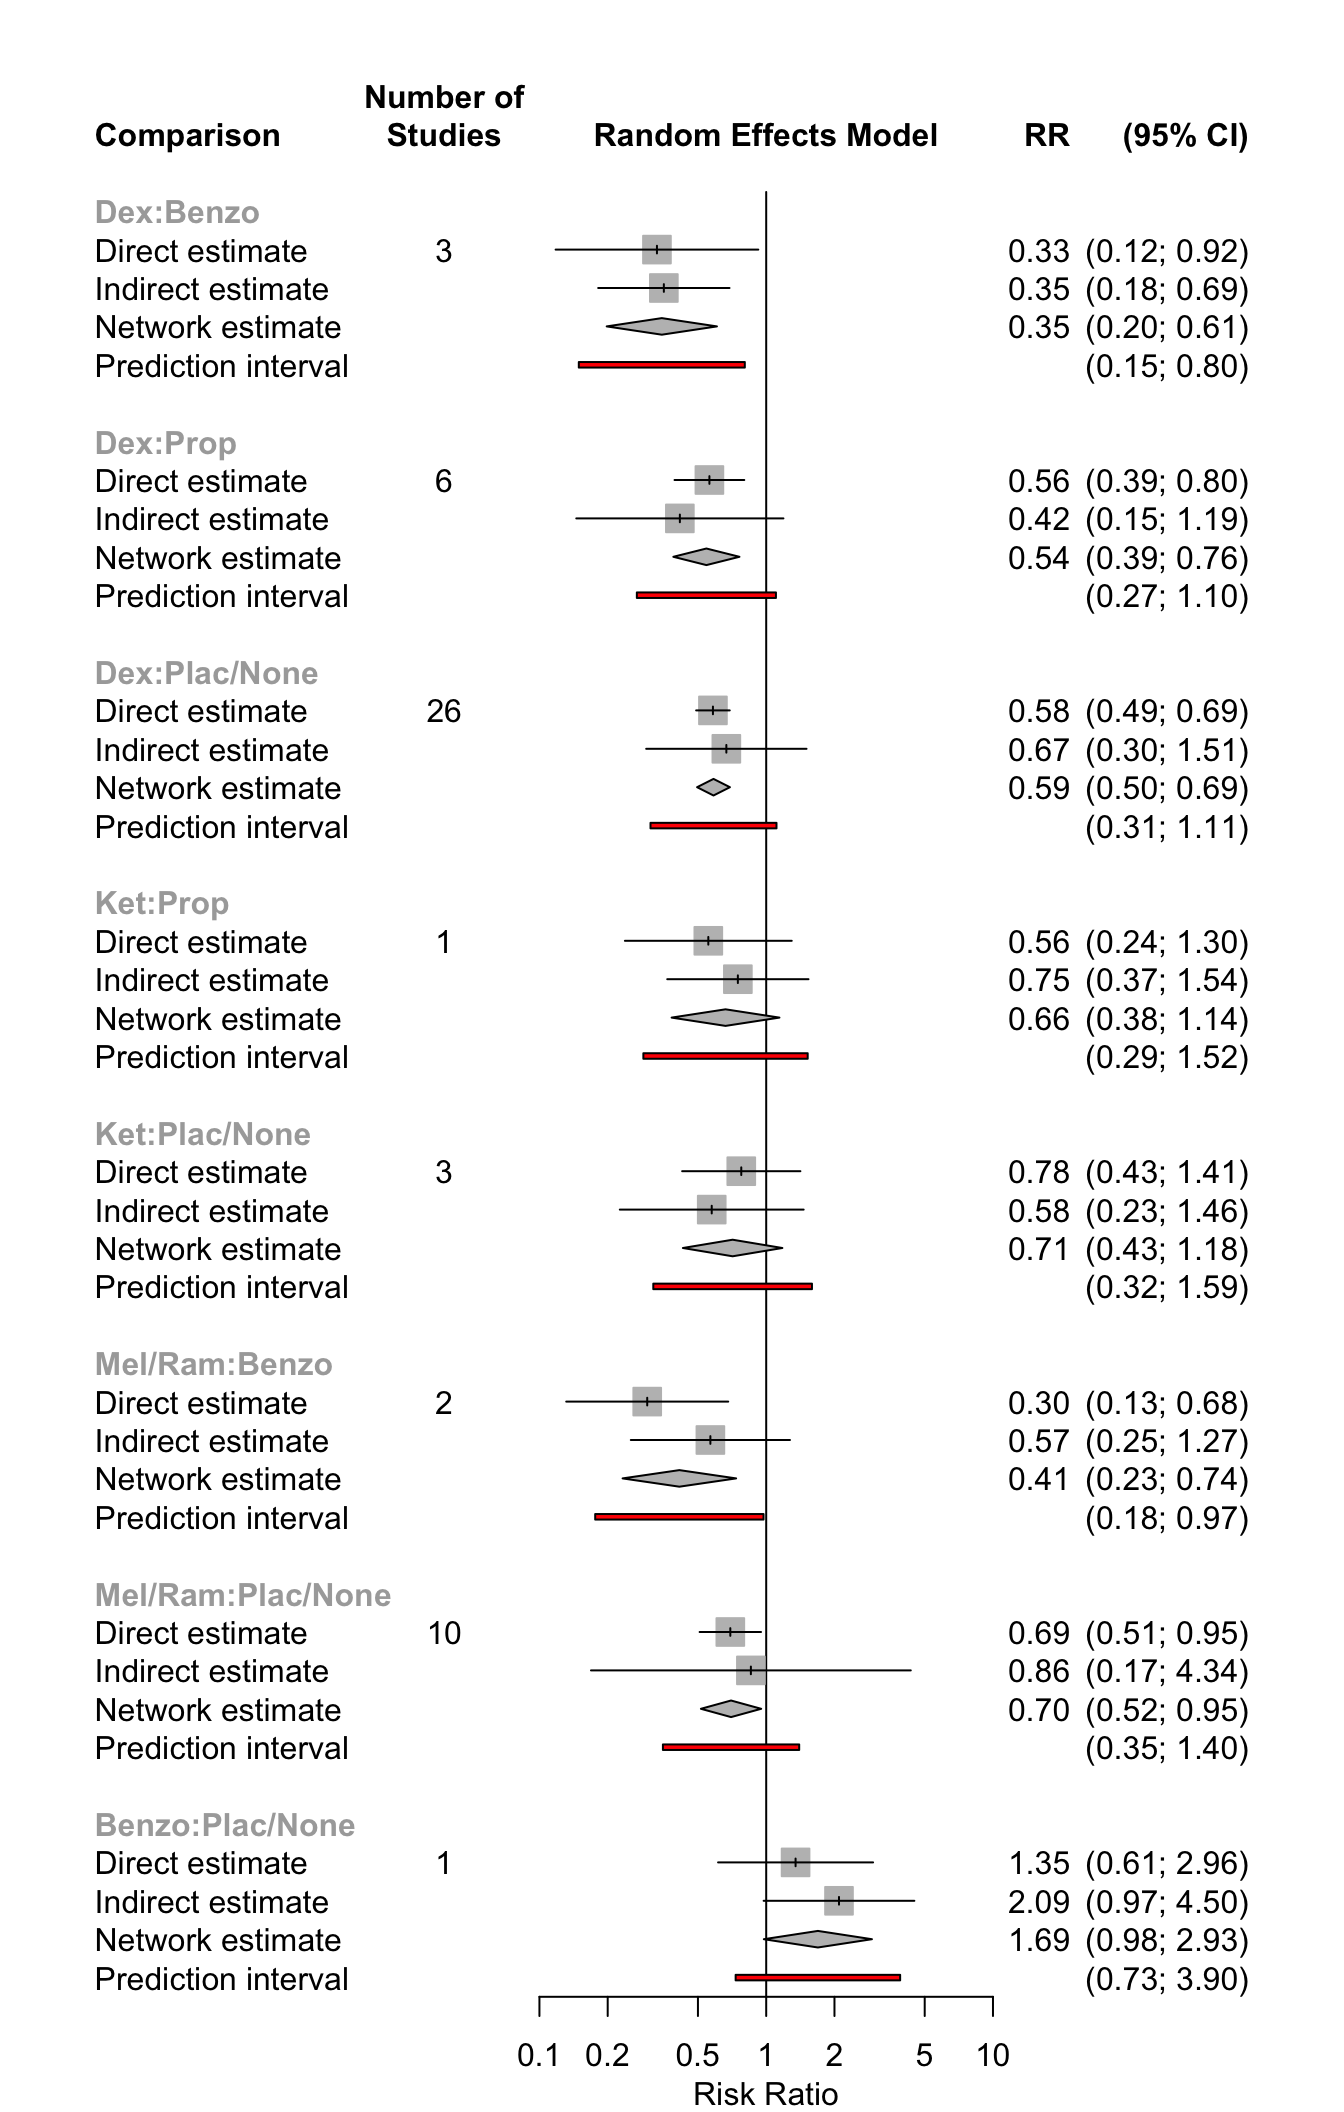 Number of
Comparison Studies Random Effects Model RR (95% CI)
Dex:Benzo
Direct estimate 3 0.33 (0.12; 0.92)
Indirect estimate 0.35 (0.18; 0.69)
Network estimate 0.35 (0.20; 0.61)
Prediction interval (0.15; 0.80)
Dex:Prop
Direct estimate 6 0.56 (0.39; 0.80)
Indirect estimate 0.42 (0.15; 1.19)
Network estimate 0.54 (0.39; 0.76)
Prediction interval (0.27; 1.10)
Dex:Plac/None
Direct estimate 26 0.58 (0.49; 0.69)
Indirect estimate 0.67 (0.30; 1.51)
Network estimate 0.59 (0.50; 0.69)
Prediction interval (0.31; 1.11)
Ket:Prop
Direct estimate 1 0.56 (0.24; 1.30)
Indirect estimate 0.75 (0.37; 1.54)
Network estimate 0.66 (0.38; 1.14)
Prediction interval (0.29; 1.52)
Ket:Plac/None
Direct estimate 3 0.78 (0.43; 1.41)
Indirect estimate 0.58 (0.23; 1.46)
Network estimate 0.71 (0.43; 1.18)
Prediction interval (0.32; 1.59)
Mel/Ram:Benzo
Direct estimate 2 0.30 (0.13; 0.68)
Indirect estimate 0.57 (0.25; 1.27)
Network estimate 0.41 (0.23; 0.74)
Prediction interval (0.18; 0.97)
Mel/Ram:Plac/None
Direct estimate 10 0.69 (0.51; 0.95)
Indirect estimate 0.86 (0.17; 4.34)
Network estimate 0.70 (0.52; 0.95)
Prediction interval (0.35; 1.40)
Benzo:Plac/None
Direct estimate 1 1.35 (0.61; 2.96)
Indirect estimate 2.09 (0.97; 4.50)
Network estimate 1.69 (0.98; 2.93)
Prediction interval (0.73; 3.90)
0.1 0.2 0.5 1 2 5 10
Risk Ratio